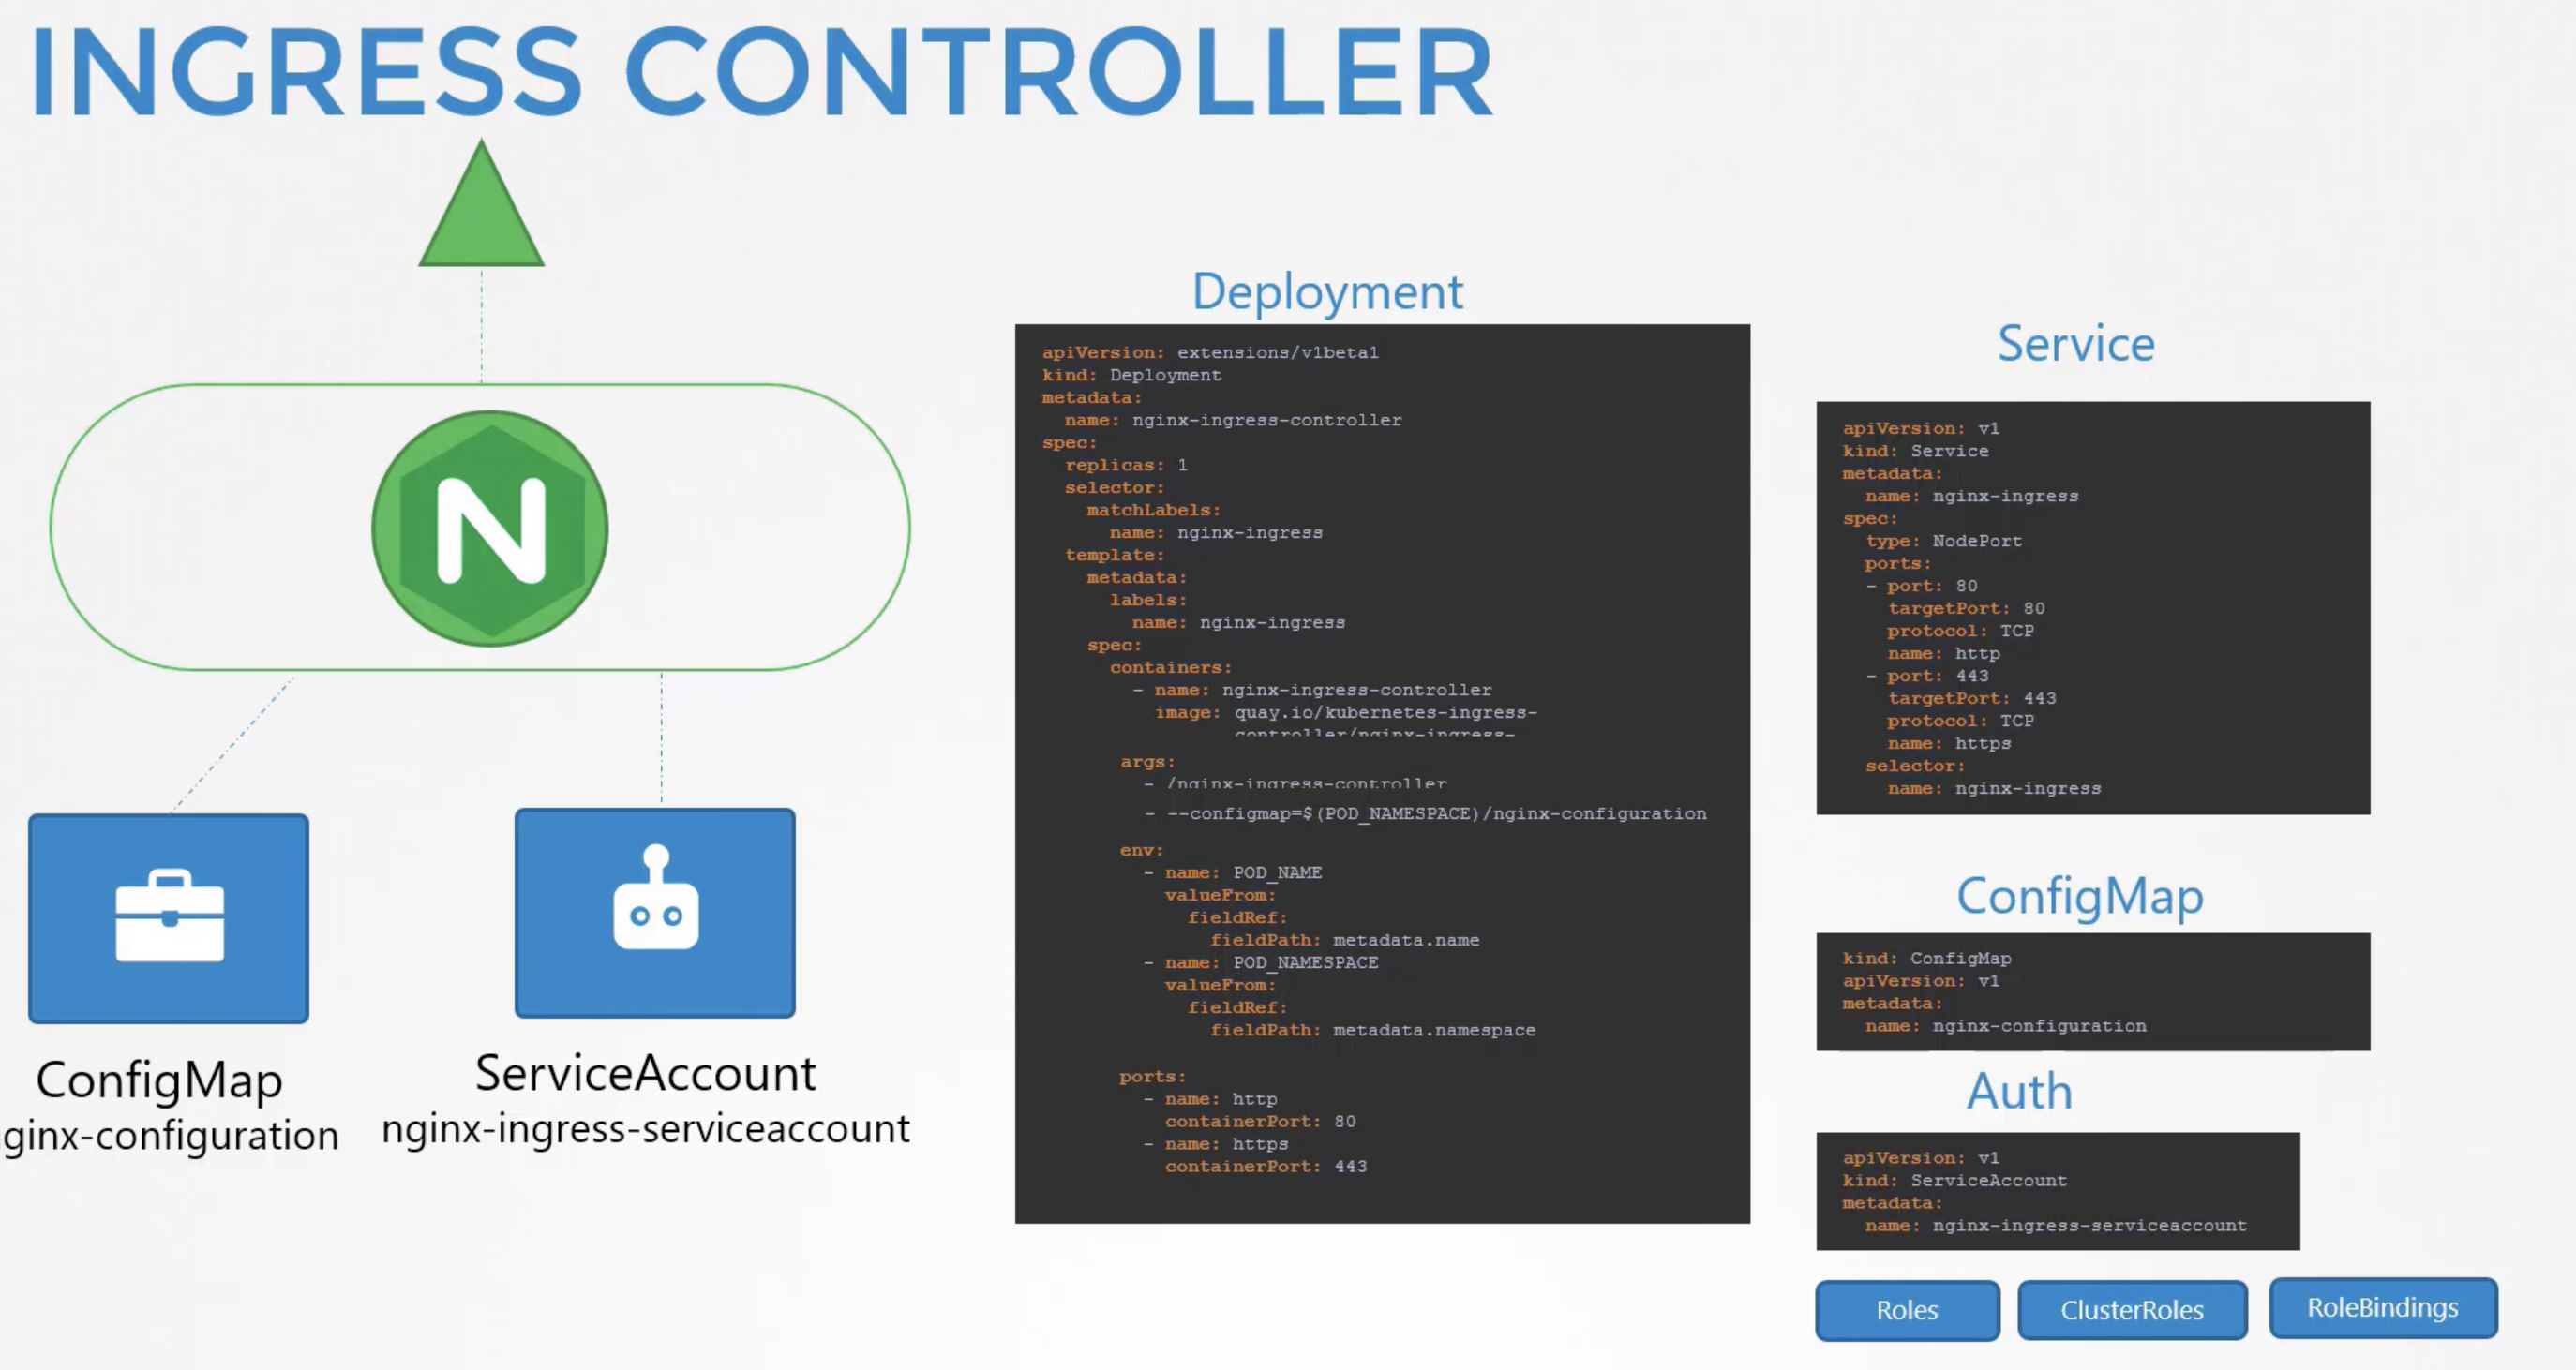 INGRESS CONTROLLER
N
ConfigMap
ginx-configuration
ServiceAccount
nginx-ingress-serviceaccount
Deployment
apiVersion: extensions/v1beta1
kind: Deployment
metadata:
  name: nginx-ingress-controller
spec:
  replicas: 1
  selector:
    matchLabels:
      name: nginx-ingress
  template:
    metadata:
      labels:
        name: nginx-ingress
    spec:
      containers:
        - name: nginx-ingress-controller
          image: quay.io/kubernetes-ingress-
                 controller/nginx-ingress-
       args:
         - /nginx-ingress-controller
         - --configmap=$(POD_NAMESPACE)/nginx-configuration
       env:
         - name: POD_NAME
           valueFrom:
             fieldRef:
               fieldPath: metadata.name
         - name: POD_NAMESPACE
           valueFrom:
             fieldRef:
               fieldPath: metadata.namespace
       ports:
         - name: http
           containerPort: 80
         - name: https
           containerPort: 443
Service
apiVersion: v1
kind: Service
metadata:
  name: nginx-ingress
spec:
  type: NodePort
  ports:
  - port: 80
    targetPort: 80
    protocol: TCP
    name: http
  - port: 443
    targetPort: 443
    protocol: TCP
    name: https
  selector:
    name: nginx-ingress
ConfigMap
kind: ConfigMap
apiVersion: v1
metadata:
  name: nginx-configuration
Auth
apiVersion: v1
kind: ServiceAccount
metadata:
  name: nginx-ingress-serviceaccount
Roles
ClusterRoles
RoleBindings